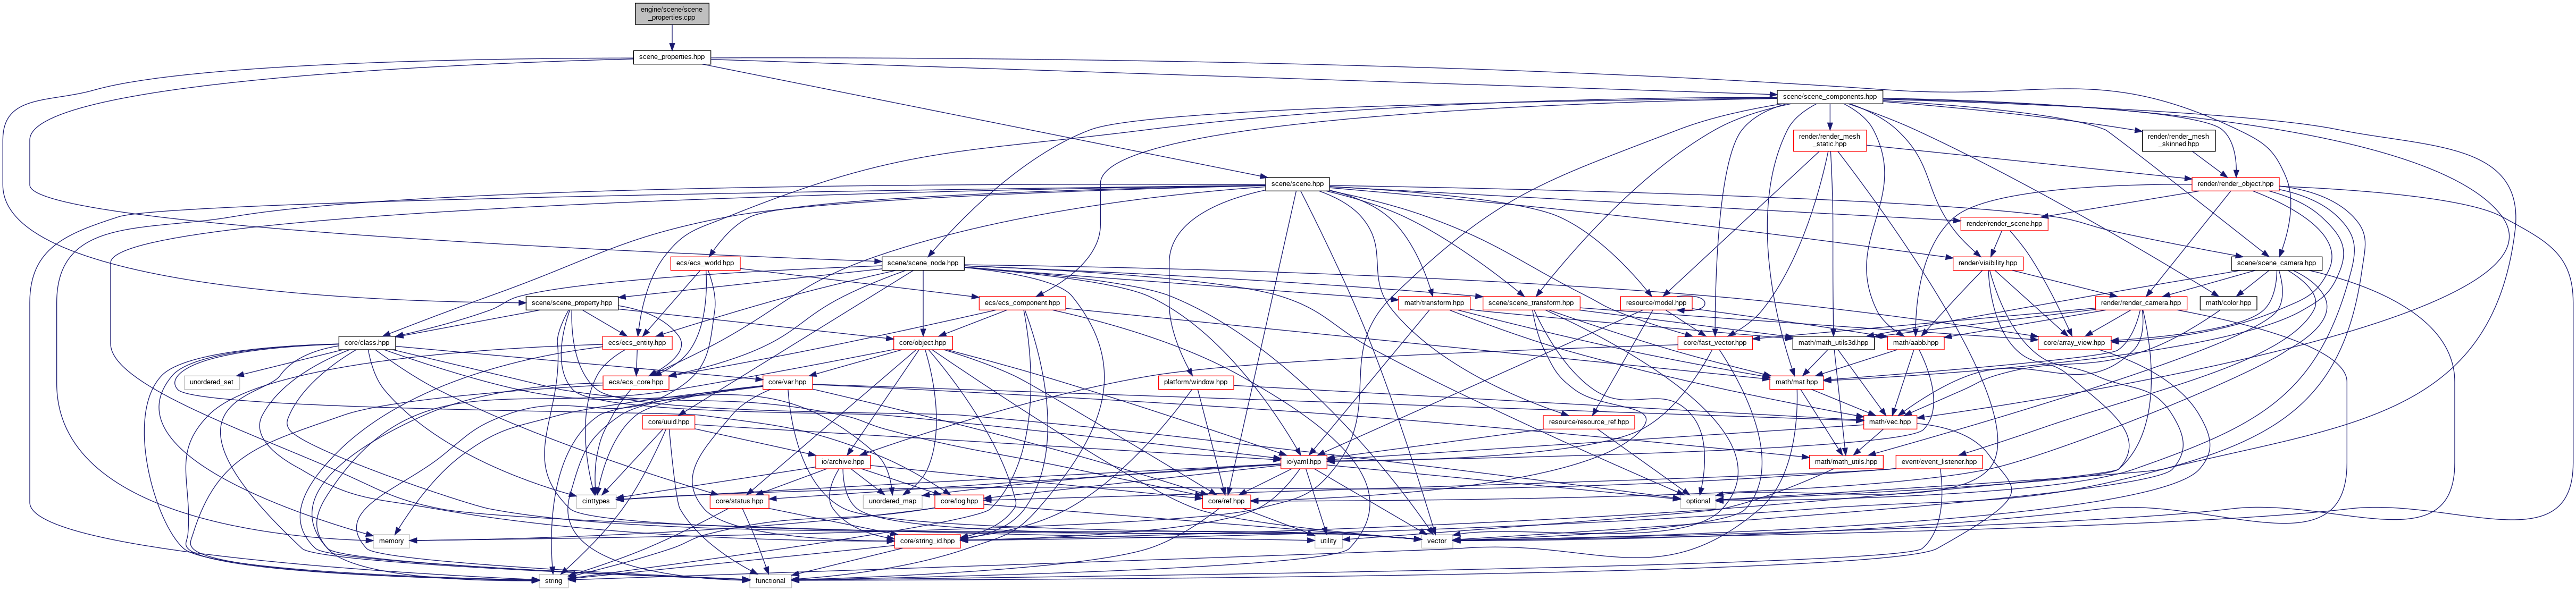 engine/scene/scene
_properties.cpp
scene_properties.hpp
scene/scene_components.hpp
render/render_mesh
_static.hpp
render/render_mesh
_skinned.hpp
scene/scene.hpp
render/render_object.hpp
render/render_scene.hpp
ecs/ecs_world.hpp
scene/scene_node.hpp
render/visibility.hpp
scene/scene_camera.hpp
scene/scene_property.hpp
ecs/ecs_component.hpp
math/transform.hpp
scene/scene_transform.hpp
resource/model.hpp
render/render_camera.hpp
math/color.hpp
core/class.hpp
ecs/ecs_entity.hpp
core/object.hpp
core/fast_vector.hpp
math/math_utils3d.hpp
math/aabb.hpp
core/array_view.hpp
unordered_set
ecs/ecs_core.hpp
core/var.hpp
platform/window.hpp
math/mat.hpp
core/uuid.hpp
resource/resource_ref.hpp
math/vec.hpp
io/archive.hpp
io/yaml.hpp
math/math_utils.hpp
event/event_listener.hpp
cinttypes
core/status.hpp
unordered_map
core/log.hpp
core/ref.hpp
optional
memory
core/string_id.hpp
utility
vector
string
functional